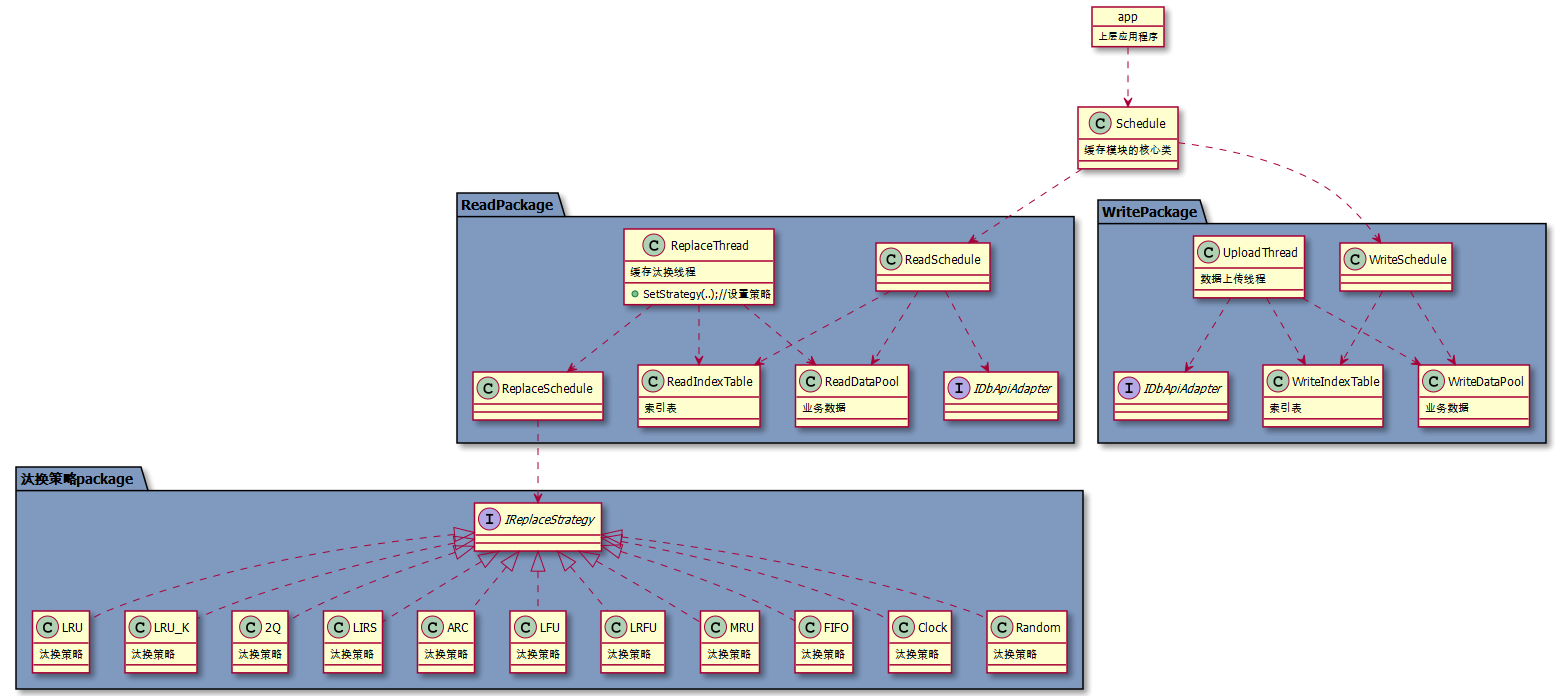 app
上层应用程序
C Schedule
缓存模块的核心类
ReadPackage
WritePackage
C ReplaceThread
缓存汰换线程
SetStrategy(..);//设置策略
C ReadSchedule
C UploadThread
数据上传线程
C WriteSchedule
C ReplaceSchedule
C ReadIndexTable
索引表
C ReadDataPool
业务数据
I IDbApiAdapter
I IDbApiAdapter
C WriteIndexTable
索引表
C WriteDataPool
业务数据
汰换策略package
I IReplaceStrategy
C LRU
汰换策略
C LRU_K
汰换策略
C 2Q
汰换策略
C LIRS
汰换策略
C ARC
汰换策略
C LFU
汰换策略
C LRFU
汰换策略
C MRU
汰换策略
C FIFO
汰换策略
C Clock
汰换策略
C Random
汰换策略